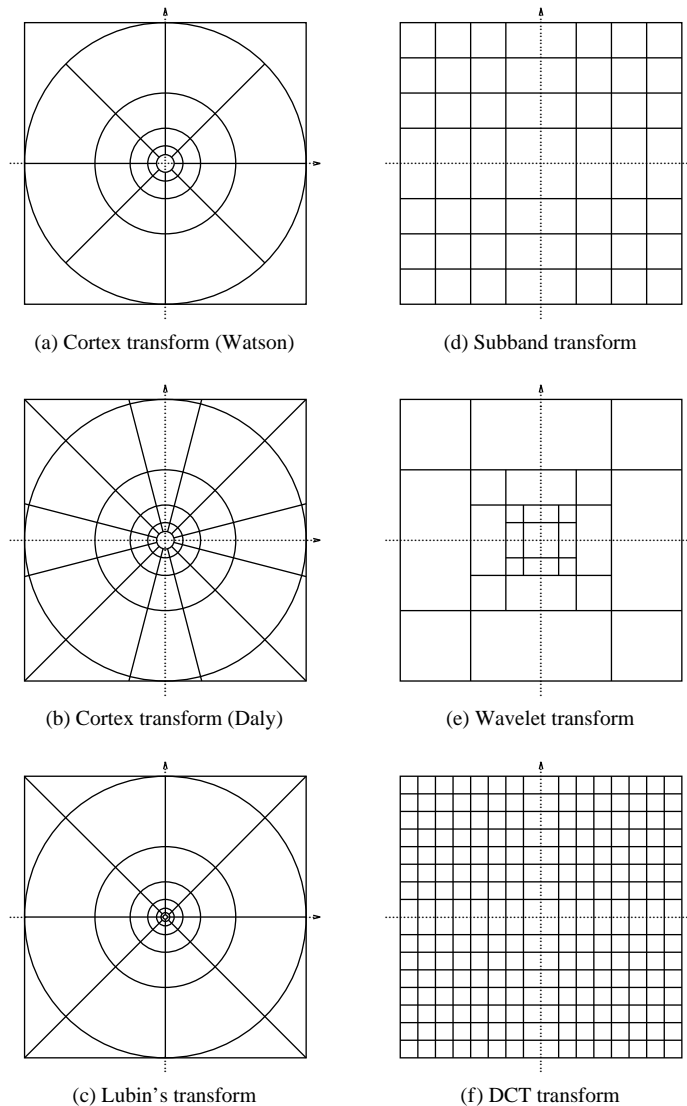 (a) Cortex transform (Watson)
(d) Subband transform
(b) Cortex transform (Daly)
(e) Wavelet transform
(c) Lubin's transform
(f) DCT transform